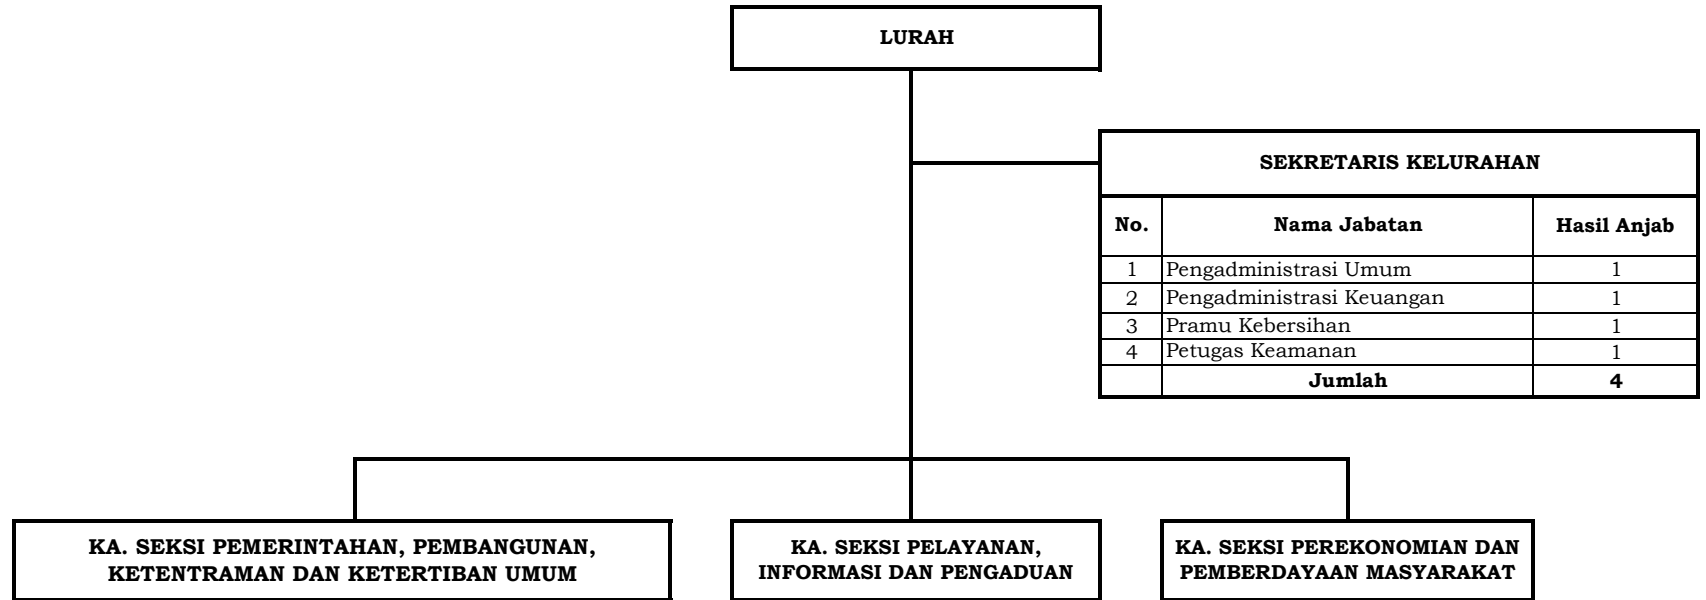 LURAH
SEKRETARIS KELURAHAN
No. Nama Jabatan Hasil Anjab
1 Pengadministrasi Umum 1
2 Pengadministrasi Keuangan 1
3 Pramu Kebersihan 1
4 Petugas Keamanan 1
Jumlah 4
KA. SEKSI PEMERINTAHAN, PEMBANGUNAN,
KETENTRAMAN DAN KETERTIBAN UMUM
KA. SEKSI PELAYANAN,
INFORMASI DAN PENGADUAN
KA. SEKSI PEREKONOMIAN DAN
PEMBERDAYAAN MASYARAKAT